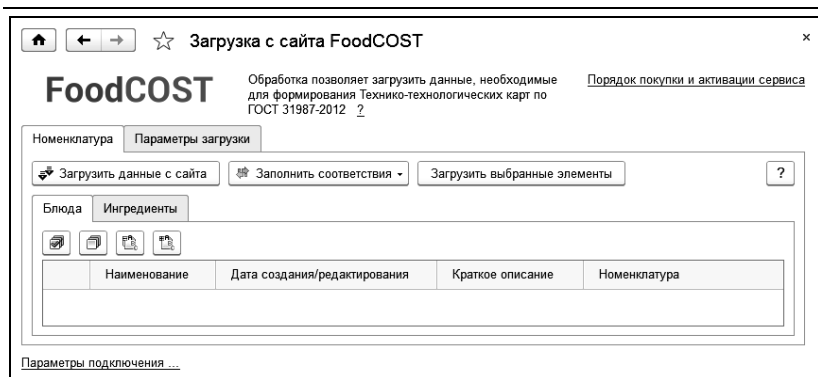 Загрузка с сайта FoodCOST
×
FoodCOST
Обработка позволяет загрузить данные, необходимые
для формирования Технико-технологических карт по
ГОСТ 31987-2012 ?
Порядок покупки и активации сервиса
Номенклатура Параметры загрузки
Загрузить данные с сайта Заполнить соответствия Загрузить выбранные элементы ?
Блюда Ингредиенты
Наименование Дата создания/редактирования Краткое описание Номенклатура
Параметры подключения ...